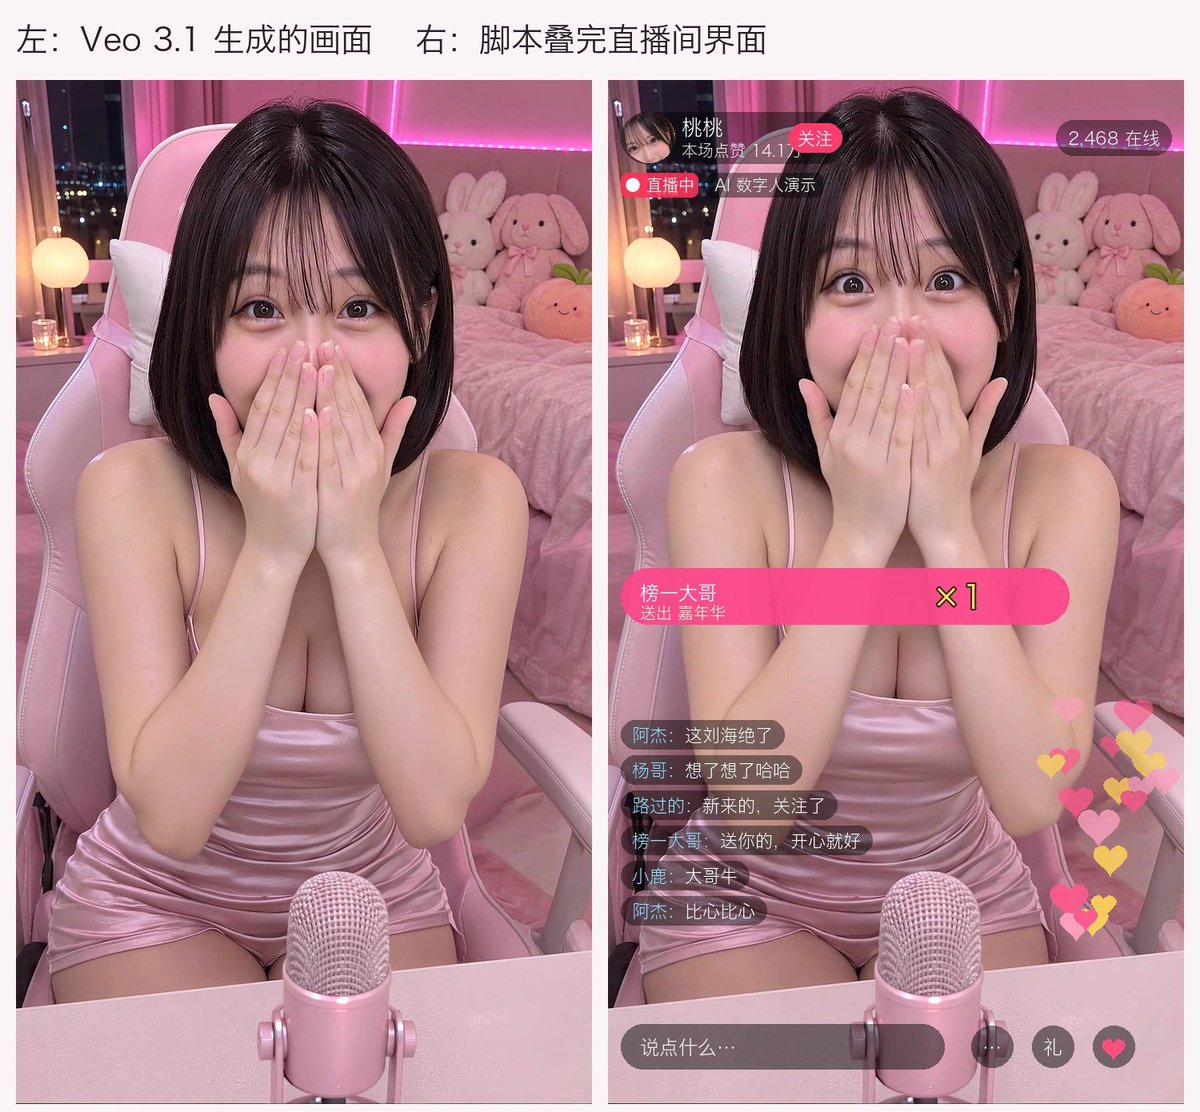 左：Veo 3.1 生成的画面 右：脚本叠完直播间界面
桃桃
本场点赞 14.1万
关注
2,468 在线
直播中
AI 数字人演示
榜一大哥
送出 嘉年华
×1
阿杰：这刘海绝了
杨哥：想了想了哈哈
路过的：新来的，关注了
榜一大哥：送你的，开心就好
小鹿：大哥牛
阿杰：比心比心
说点什么…
…
礼